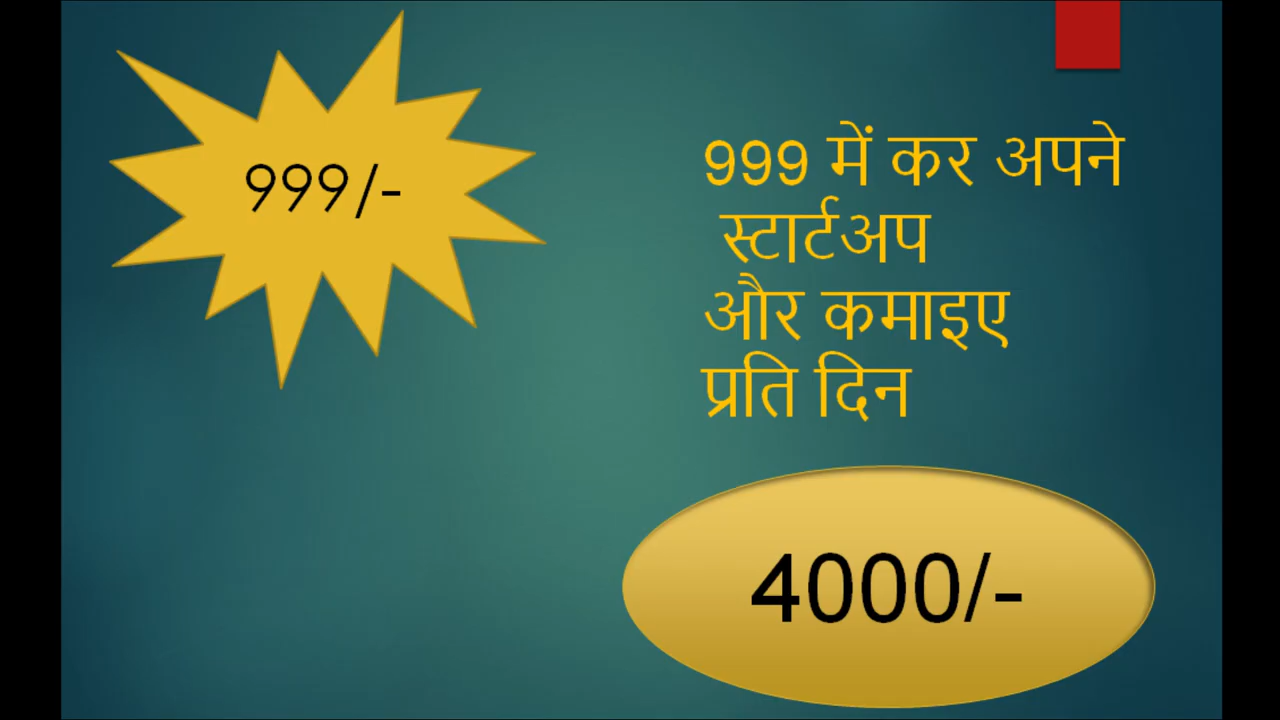 999/-
999 में कर अपने
स्टार्टअप
और कमाइए
प्रति दिन
4000/-